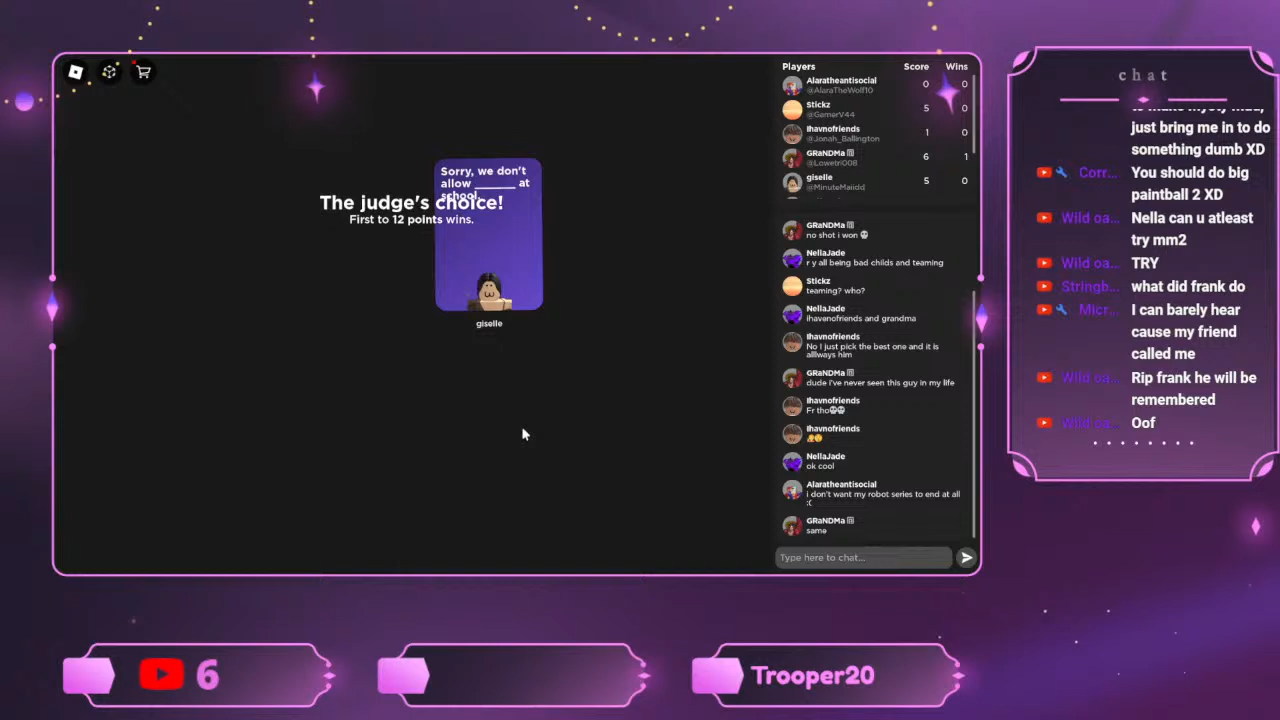 Players Score Wins
Alaratheantisocial
@AlaraTheWolf10 0 0
Stickz
@GamerV44 5 0
Ihavnofriends
@Jonah_Ballington 1 0
GRaNDMa
@Lowetri008 6 1
giselle
@MinuteMaiidd 5 0
Sorry, we don't
allow ______ at
school.
The judge's choice!
First to 12 points wins.
giselle
GRaNDMa
no shot i won 💀
NellaJade
r y all being bad childs and teaming
Stickz
teaming? who?
NellaJade
ihavenofriends and grandma
Ihavnofriends
No I just pick the best one and it is
alllways him
GRaNDMa
dude i've never seen this guy in my life
Ihavnofriends
Fr tho💀💀
Ihavnofriends
NellaJade
ok cool
Alaratheantisocial
i don't want my robot series to end at all
:(
GRaNDMa
same
Type here to chat...
chat
just bring me in to do
something dumb XD
Corr... You should do big
paintball 2 XD
Wild oa... Nella can u atleast
try mm2
Wild oa... TRY
Stringb... what did frank do
Micr... I can barely hear
cause my friend
called me
Wild oa... Rip frank he will be
remembered
Wild oa... Oof
6
Trooper20